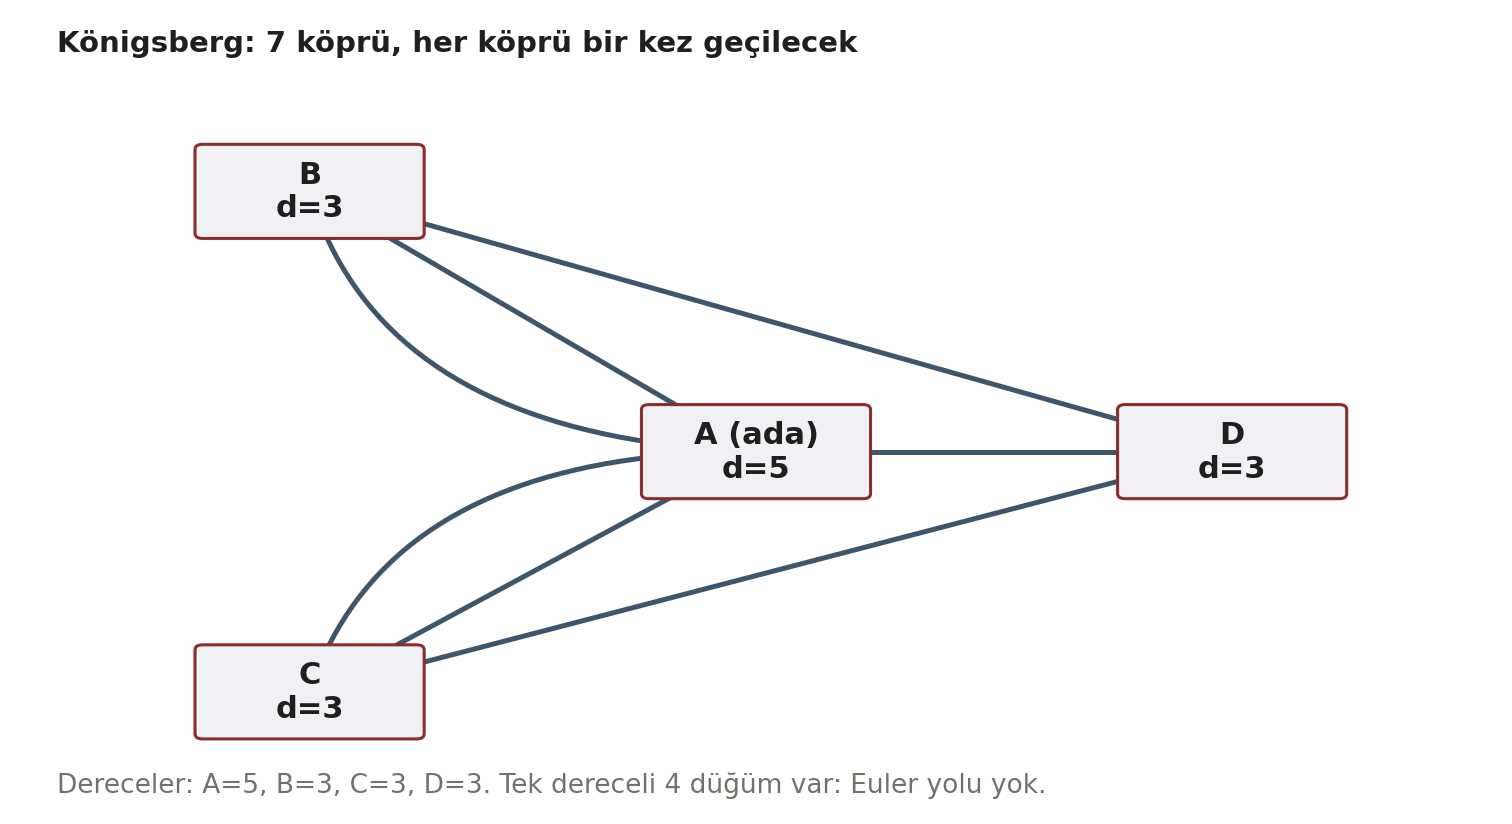 Königsberg: 7 köprü, her köprü bir kez geçilecek
B
d=3
A (ada)
d=5
D
d=3
C
d=3
Dereceler: A=5, B=3, C=3, D=3. Tek dereceli 4 düğüm var: Euler yolu yok.